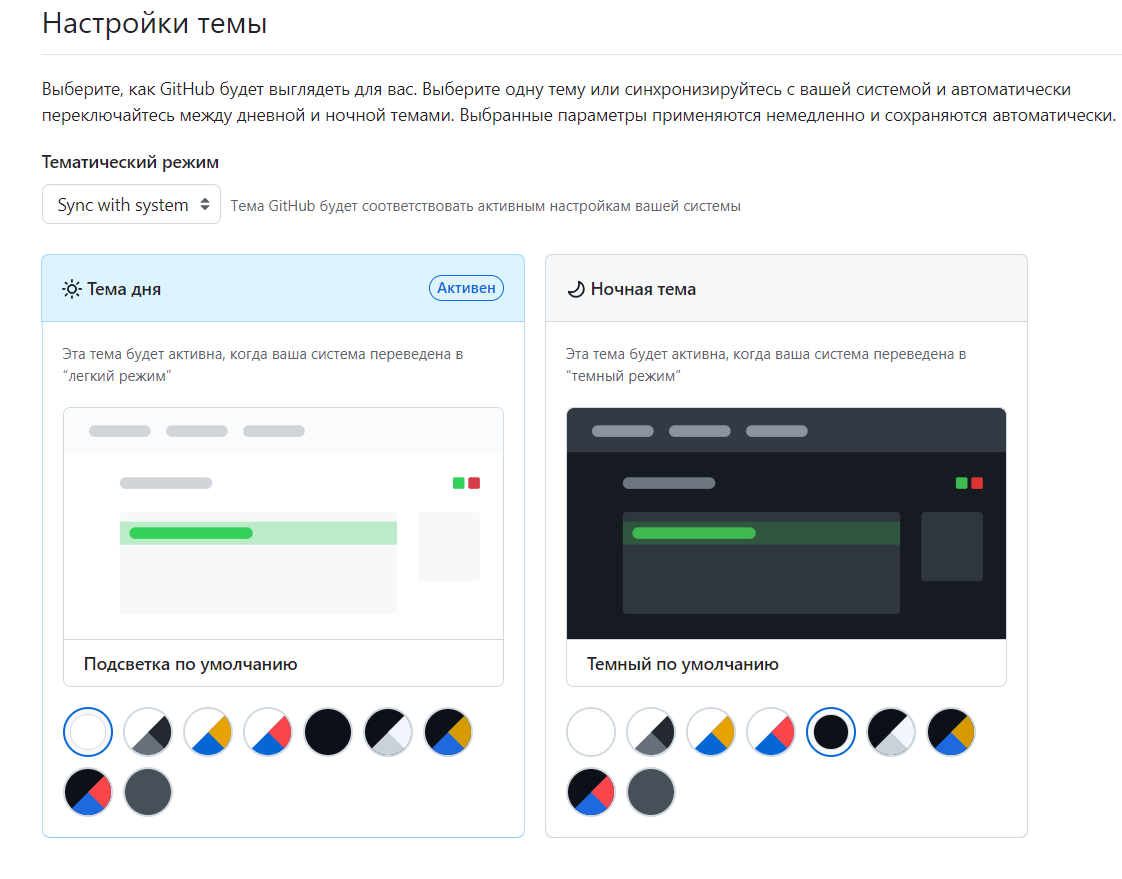 Настройки темы
Выберите, как GitHub будет выглядеть для вас. Выберите одну тему или синхронизируйтесь с вашей системой и автоматически
переключайтесь между дневной и ночной темами. Выбранные параметры применяются немедленно и сохраняются автоматически.
Тематический режим
Sync with system
Тема GitHub будет соответствовать активным настройкам вашей системы
Тема дня
Активен
Эта тема будет активна, когда ваша система переведена в
“легкий режим”
Подсветка по умолчанию
Ночная тема
Эта тема будет активна, когда ваша система переведена в
“темный режим”
Темный по умолчанию